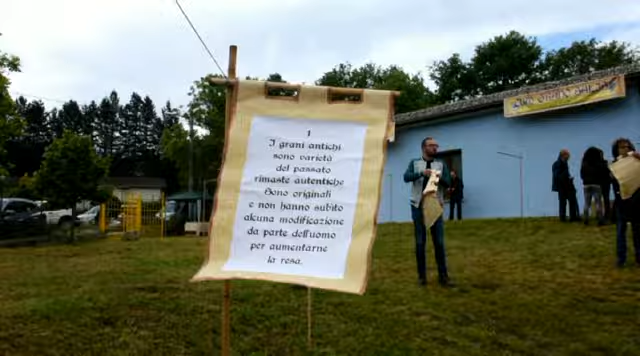 1
I grani antichi
sono varietà
del passato
rimaste autentiche
Sono originali
e non hanno subito
alcuna modificazione
da parte dell'uomo
per aumentarne
la resa.